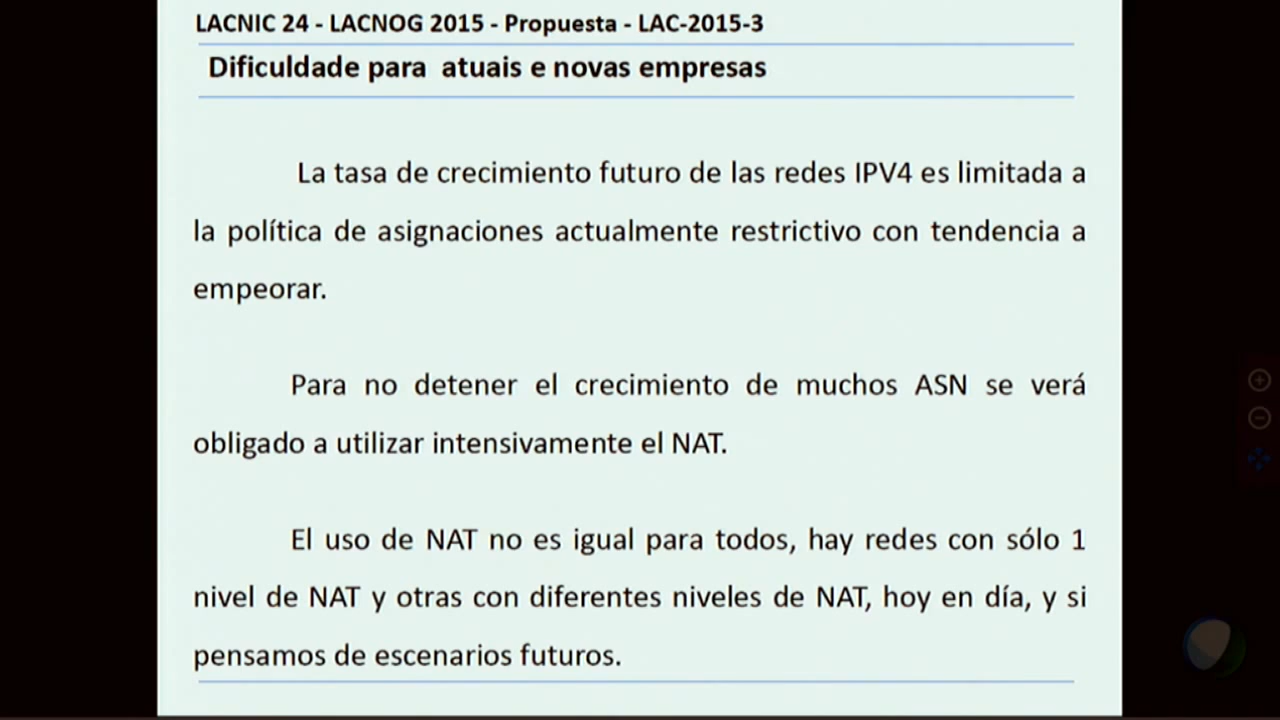 LACNIC 24 - LACNOG 2015 - Propuesta - LAC-2015-3
Dificuldade para atuais e novas empresas
La tasa de crecimiento futuro de las redes IPV4 es limitada a
la política de asignaciones actualmente restrictivo con tendencia a
empeorar.
Para no detener el crecimiento de muchos ASN se verá
obligado a utilizar intensivamente el NAT.
El uso de NAT no es igual para todos, hay redes con sólo 1
nivel de NAT y otras con diferentes niveles de NAT, hoy en día, y si
pensamos de escenarios futuros.